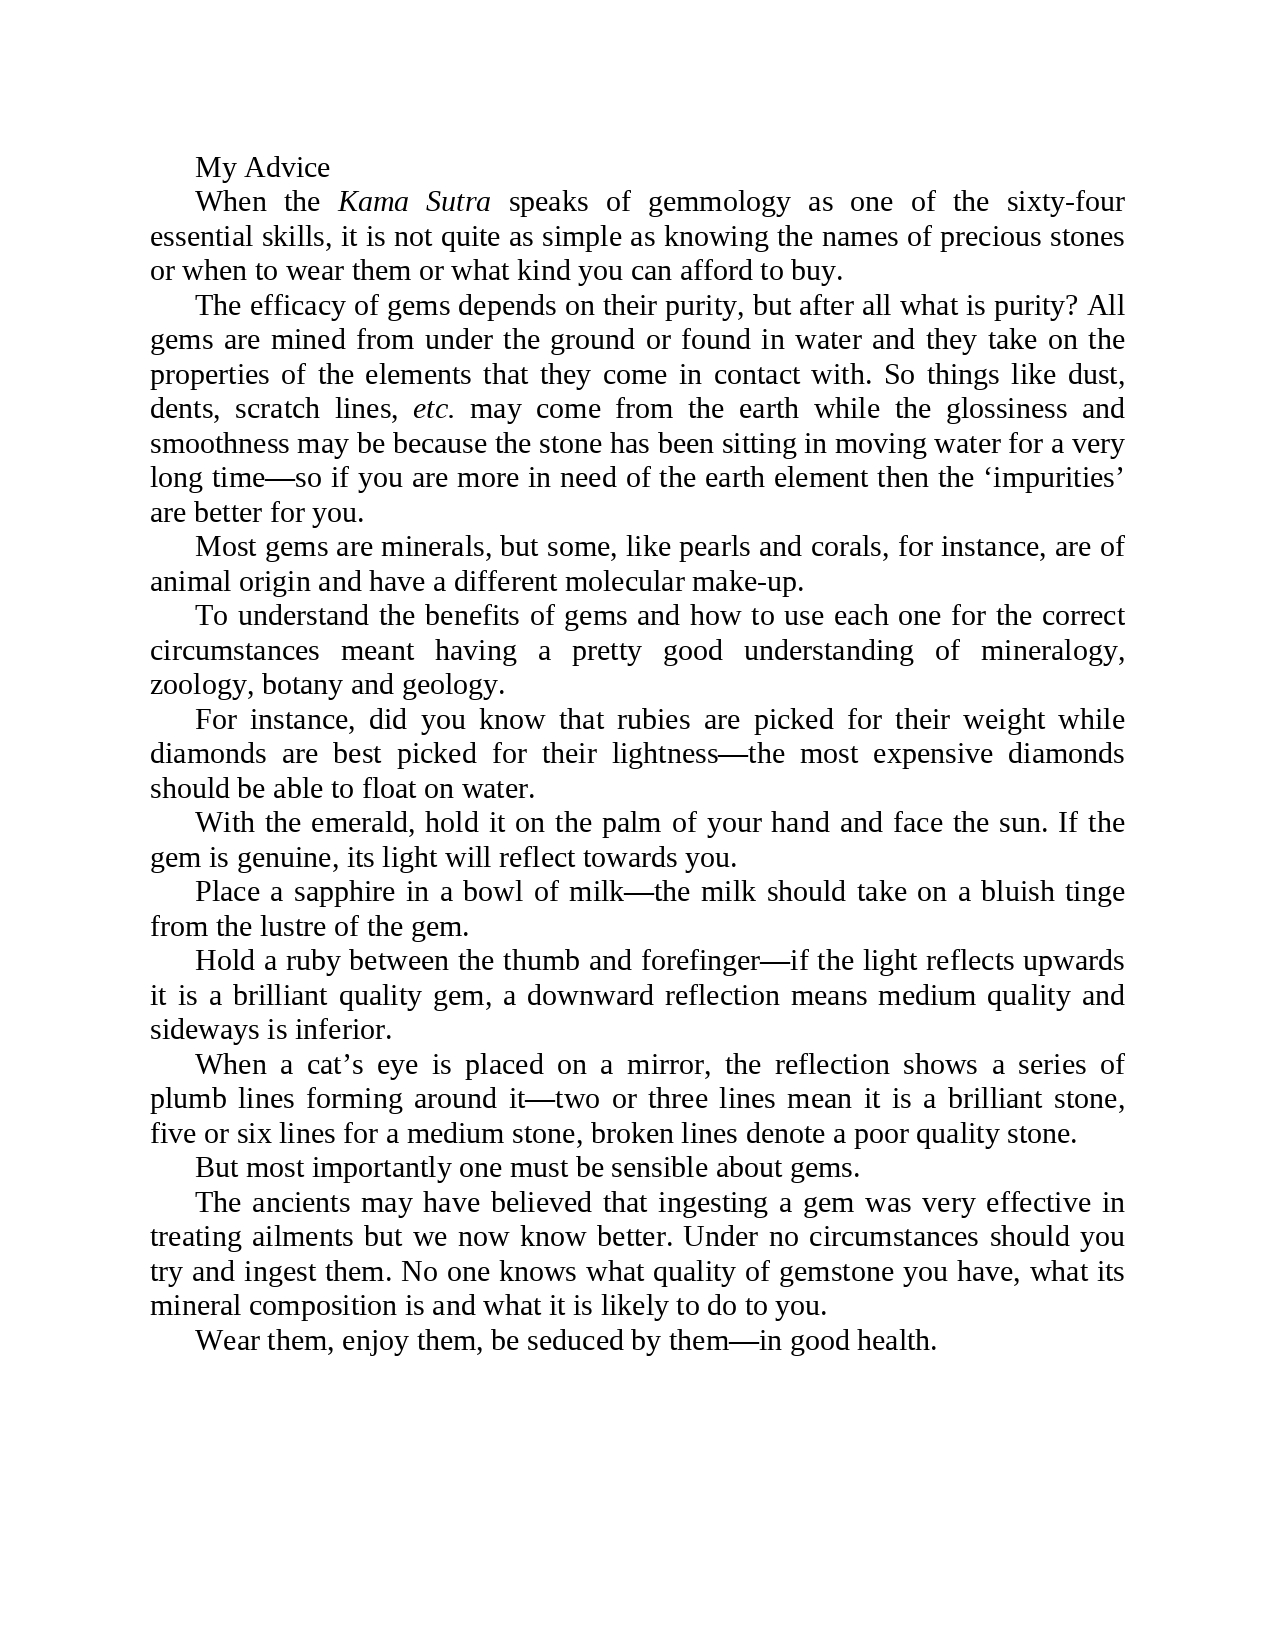 My Advice
When the Kama Sutra speaks of gemmology as one of the sixty-four
essential skills, it is not quite as simple as knowing the names of precious stones
or when to wear them or what kind you can afford to buy.
The efficacy of gems depends on their purity, but after all what is purity? All
gems are mined from under the ground or found in water and they take on the
properties of the elements that they come in contact with. So things like dust,
dents, scratch lines, etc. may come from the earth while the glossiness and
smoothness may be because the stone has been sitting in moving water for a very
long time—so if you are more in need of the earth element then the ‘impurities’
are better for you.
Most gems are minerals, but some, like pearls and corals, for instance, are of
animal origin and have a different molecular make-up.
To understand the benefits of gems and how to use each one for the correct
circumstances meant having a pretty good understanding of mineralogy,
zoology, botany and geology.
For instance, did you know that rubies are picked for their weight while
diamonds are best picked for their lightness—the most expensive diamonds
should be able to float on water.
With the emerald, hold it on the palm of your hand and face the sun. If the
gem is genuine, its light will reflect towards you.
Place a sapphire in a bowl of milk—the milk should take on a bluish tinge
from the lustre of the gem.
Hold a ruby between the thumb and forefinger—if the light reflects upwards
it is a brilliant quality gem, a downward reflection means medium quality and
sideways is inferior.
When a cat’s eye is placed on a mirror, the reflection shows a series of
plumb lines forming around it—two or three lines mean it is a brilliant stone,
five or six lines for a medium stone, broken lines denote a poor quality stone.
But most importantly one must be sensible about gems.
The ancients may have believed that ingesting a gem was very effective in
treating ailments but we now know better. Under no circumstances should you
try and ingest them. No one knows what quality of gemstone you have, what its
mineral composition is and what it is likely to do to you.
Wear them, enjoy them, be seduced by them—in good health.